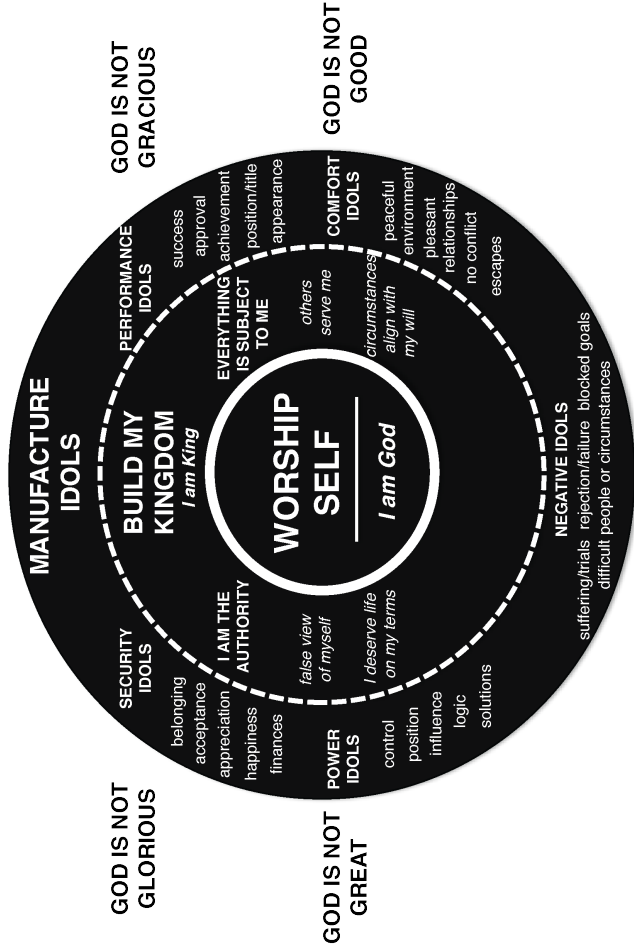 MANUFACTURE
IDOLS
GOD IS NOT
GLORIOUS
GOD IS NOT
GRACIOUS
SECURITY
IDOLS
belonging
acceptance
appreciation
happiness
finances
PERFORMANCE
IDOLS
success
approval
achievement
position/title
appearance
BUILD MY
KINGDOM
I am King
I AM THE
AUTHORITY
false view
of myself
I deserve life
on my terms
EVERYTHING
IS SUBJECT
TO ME
others
serve me
circumstances
align with
my will
WORSHIP
SELF
I am God
GOD IS NOT
GREAT
GOD IS NOT
GOOD
POWER
IDOLS
control
position
influence
logic
solutions
COMFORT
IDOLS
peaceful
environment
pleasant
relationships
no conflict
escapes
NEGATIVE IDOLS
suffering/trials rejection/failure blocked goals
difficult people or circumstances